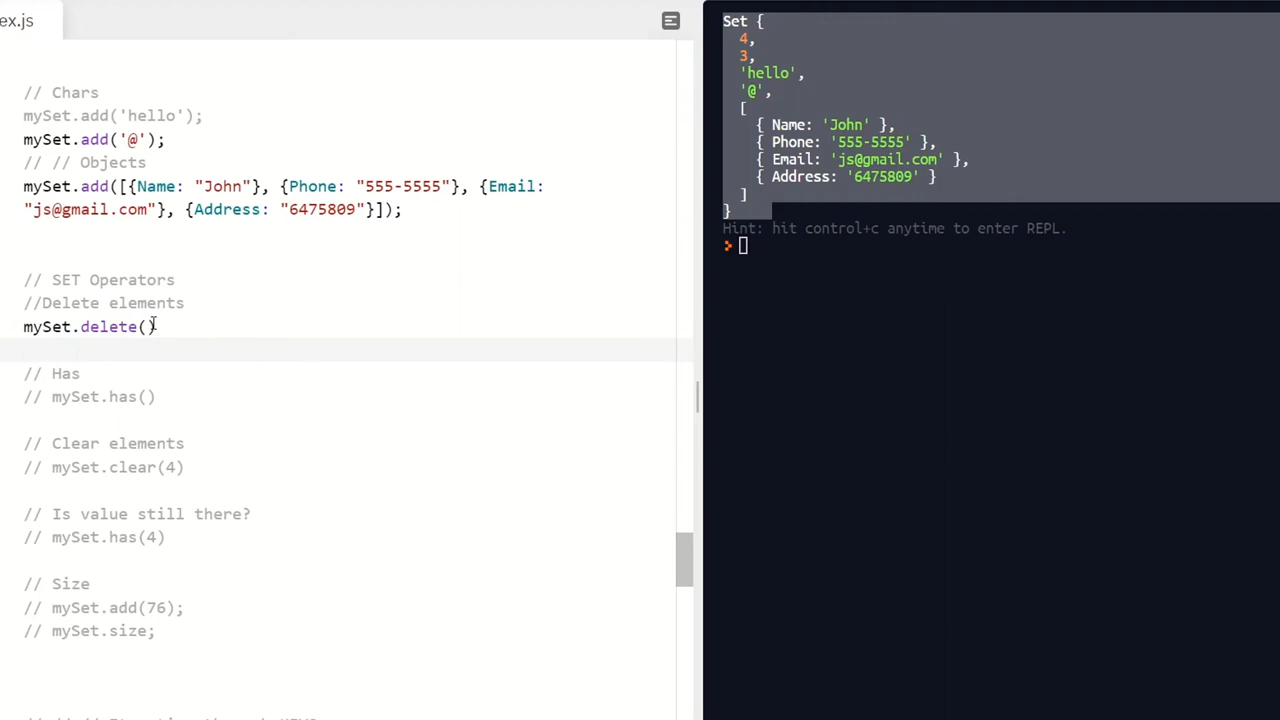 ex.js
// Chars
mySet.add('hello');
mySet.add('@');
// // Objects
mySet.add([{Name: "John"}, {Phone: "555-5555"}, {Email:
"js@gmail.com"}, {Address: "6475809"}]);
// SET Operators
//Delete elements
mySet.delete()
// Has
// mySet.has()
// Clear elements
// mySet.clear(4)
// Is value still there?
// mySet.has(4)
// Size
// mySet.add(76);
// mySet.size;
Set {
4,
3,
'hello',
'@',
[
{ Name: 'John' },
{ Phone: '555-5555' },
{ Email: 'js@gmail.com' },
{ Address: '6475809' }
]
}
Hint: hit control+c anytime to enter REPL.
>